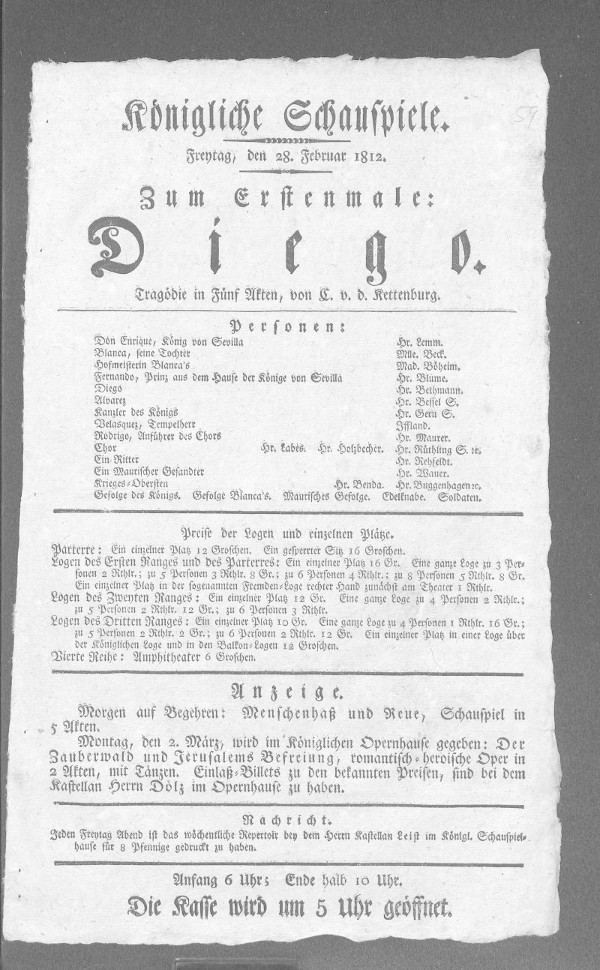 59
Königliche Schauspiele.
Freytag, den 28. Februar 1812.
Zum Erstenmale:
Diego.
Tragödie in Fünf Akten, von C. v. d. Kettenburg.
Personen:
Don Enrique, König von Sevilla Hr. Lemm.
Blanca, seine Tochter Mlle. Beck.
Hofmeisterin Blanca's Mad. Böheim.
Fernando, Prinz aus dem Hause der Könige von Sevilla Hr. Blume.
Diego Hr. Bethmann.
Alvarez Hr. Bessel S.
Kanzler des Königs Hr. Gern S.
Velasquez, Tempelherr Iffland.
Rodrigo, Anführer des Chors Hr. Maurer.
Chor Hr. Labes. Hr. Holzbecher. Hr. Rüthling S. ꝛc.
Ein Ritter Hr. Rehfeldt.
Ein Maurischer Gesandter Hr. Wauer.
Krieges-Obersten Hr. Benda. Hr. Buggenhagen ꝛc.
Gefolge des Königs. Gefolge Blanca's. Maurisches Gefolge. Edelknabe. Soldaten.
Preise der Logen und einzelnen Plätze.
Parterre: Ein einzelner Platz 12 Groschen. Ein gesperrter Sitz 16 Groschen.
Logen des Ersten Ranges und des Parterres: Ein einzelner Platz 16 Gr. Eine ganze Loge zu 3 Per-
sonen 2 Rthlr.; zu 5 Personen 3 Rthlr. 8 Gr.; zu 6 Personen 4 Rthlr.; zu 8 Personen 5 Rthlr. 8 Gr.
Ein einzelner Platz in der sogenannten Fremden-Loge rechter Hand zunächst am Theater 1 Rthlr.
Logen des Zweyten Ranges: Ein einzelner Platz 12 Gr. Eine ganze Loge zu 4 Personen 2 Rthlr.;
zu 5 Personen 2 Rthlr. 12 Gr.; zu 6 Personen 3 Rthlr.
Logen des Dritten Ranges: Ein einzelner Platz 10 Gr. Eine ganze Loge zu 4 Personen 1 Rthlr. 16 Gr.;
zu 5 Personen 2 Rthlr. 2 Gr.; zu 6 Personen 2 Rthlr. 12 Gr. Ein einzelner Platz in einer Loge über
der Königlichen Loge und in den Balkon-Logen 12 Groschen.
Vierte Reihe: Amphitheater 6 Groschen.
Anzeige.
Morgen auf Begehren: Menschenhaß und Reue, Schauspiel in
5 Akten.
Montag, den 2. März, wird im Königlichen Opernhause gegeben: Der
Zauberwald und Jerusalems Befreiung, romantisch-heroische Oper in
2 Akten, mit Tänzen. Einlaß-Billets zu den bekannten Preisen, sind bei dem
Kastellan Herrn Dölz im Opernhause zu haben.
Nachricht.
Jeden Freytag Abend ist das wöchentliche Repertoir bey dem Herrn Kastellan Leist im Königl. Schauspiel-
hause für 8 Pfennige gedruckt zu haben.
Anfang 6 Uhr; Ende halb 10 Uhr.
Die Kasse wird um 5 Uhr geöffnet.